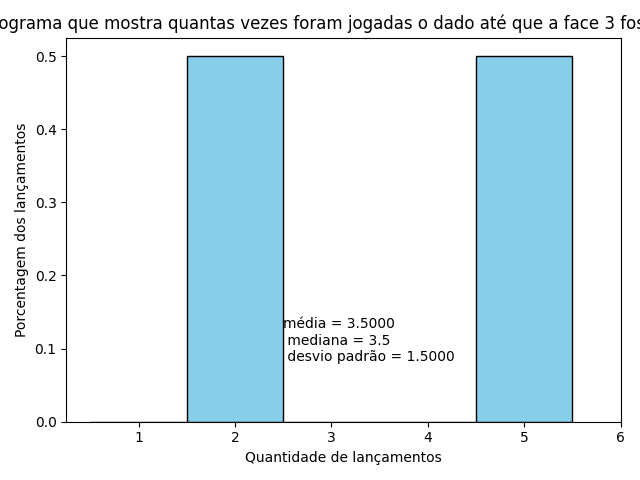 ograma que mostra quantas vezes foram jogadas o dado até que a face 3 fos
Porcentagem dos lançamentos
0.5
0.4
0.3
0.2
0.1
0.0
média = 3.5000
mediana = 3.5
desvio padrão = 1.5000
1 2 3 4 5 6
Quantidade de lançamentos